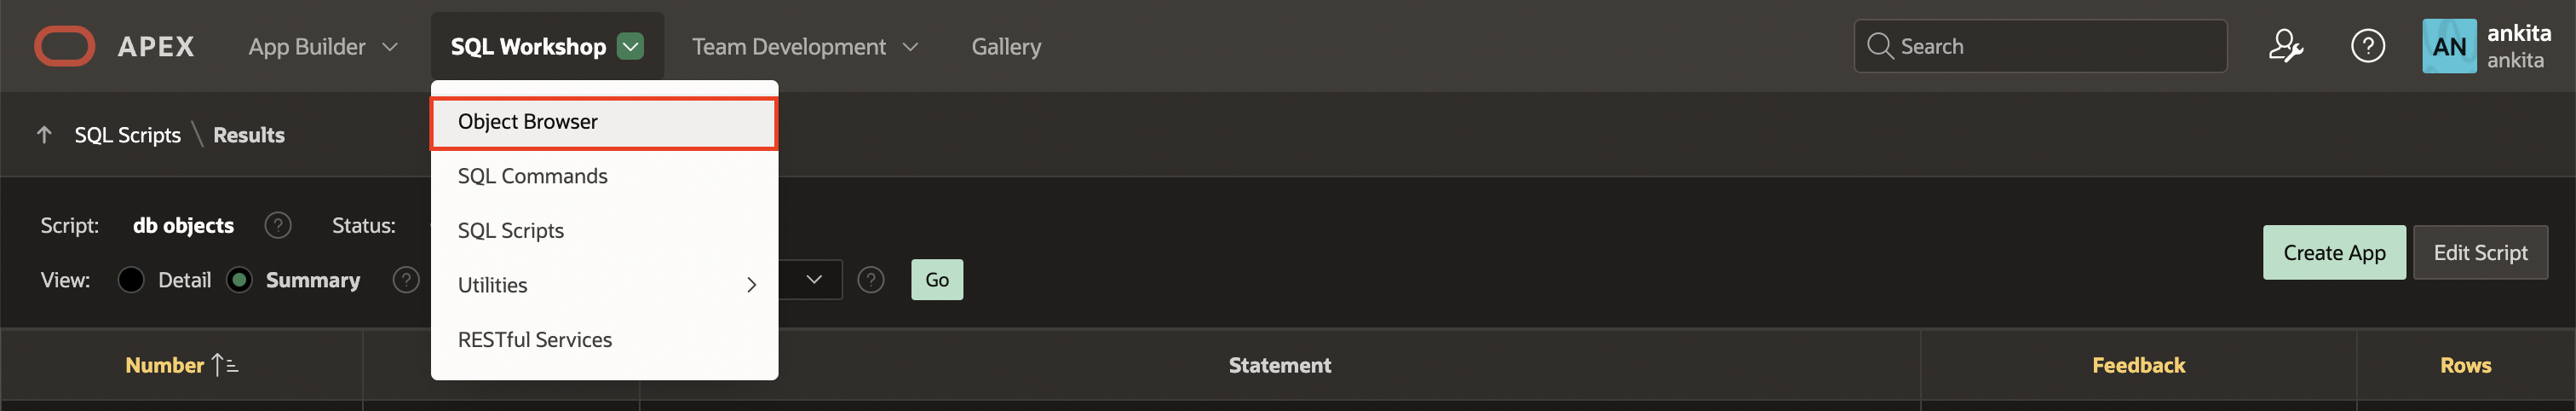 APEX App Builder SQL Workshop Team Development Gallery Search ? AN ankita
ankita
Object Browser
SQL Scripts \ Results
SQL Commands
Script: db objects ? Status:
SQL Scripts
Create App Edit Script
View: Detail Summary ? Utilities ? Go
RESTful Services
Number Statement Feedback Rows